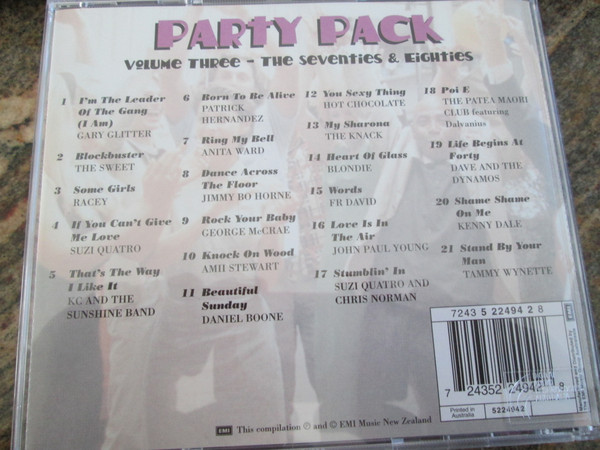 PARTY PACK
VOLUME THREE - THE SEVENTIES & EIGHTIES
1 I'm The Leader
Of The Gang
(I Am)
GARY GLITTER
2 Blockbuster
THE SWEET
3 Some Girls
RACEY
4 If You Can't Give
Me Love
SUZI QUATRO
5 That's The Way
I Like It
KC AND THE
SUNSHINE BAND
6 Born To Be Alive
PATRICK
HERNANDEZ
7 Ring My Bell
ANITA WARD
8 Dance Across
The Floor
JIMMY BO HORNE
9 Rock Your Baby
GEORGE McCRAE
10 Knock On Wood
AMII STEWART
11 Beautiful
Sunday
DANIEL BOONE
12 You Sexy Thing
HOT CHOCOLATE
13 My Sharona
THE KNACK
14 Heart Of Glass
BLONDIE
15 Words
FR DAVID
16 Love Is In
The Air
JOHN PAUL YOUNG
17 Stumblin' In
SUZI QUATRO AND
CHRIS NORMAN
18 Poi E
THE PATEA MAORI
CLUB featuring
Dalvanius
19 Life Begins At
Forty
DAVE AND THE
DYNAMOS
20 Shame Shame
On Me
KENNY DALE
21 Stand By Your
Man
TAMMY WYNETTE
7243 5 22494 2 8
7 24352 24942 8
Printed in
Australia
5224942
EMI
EMI This compilation ℗ and © EMI Music New Zealand